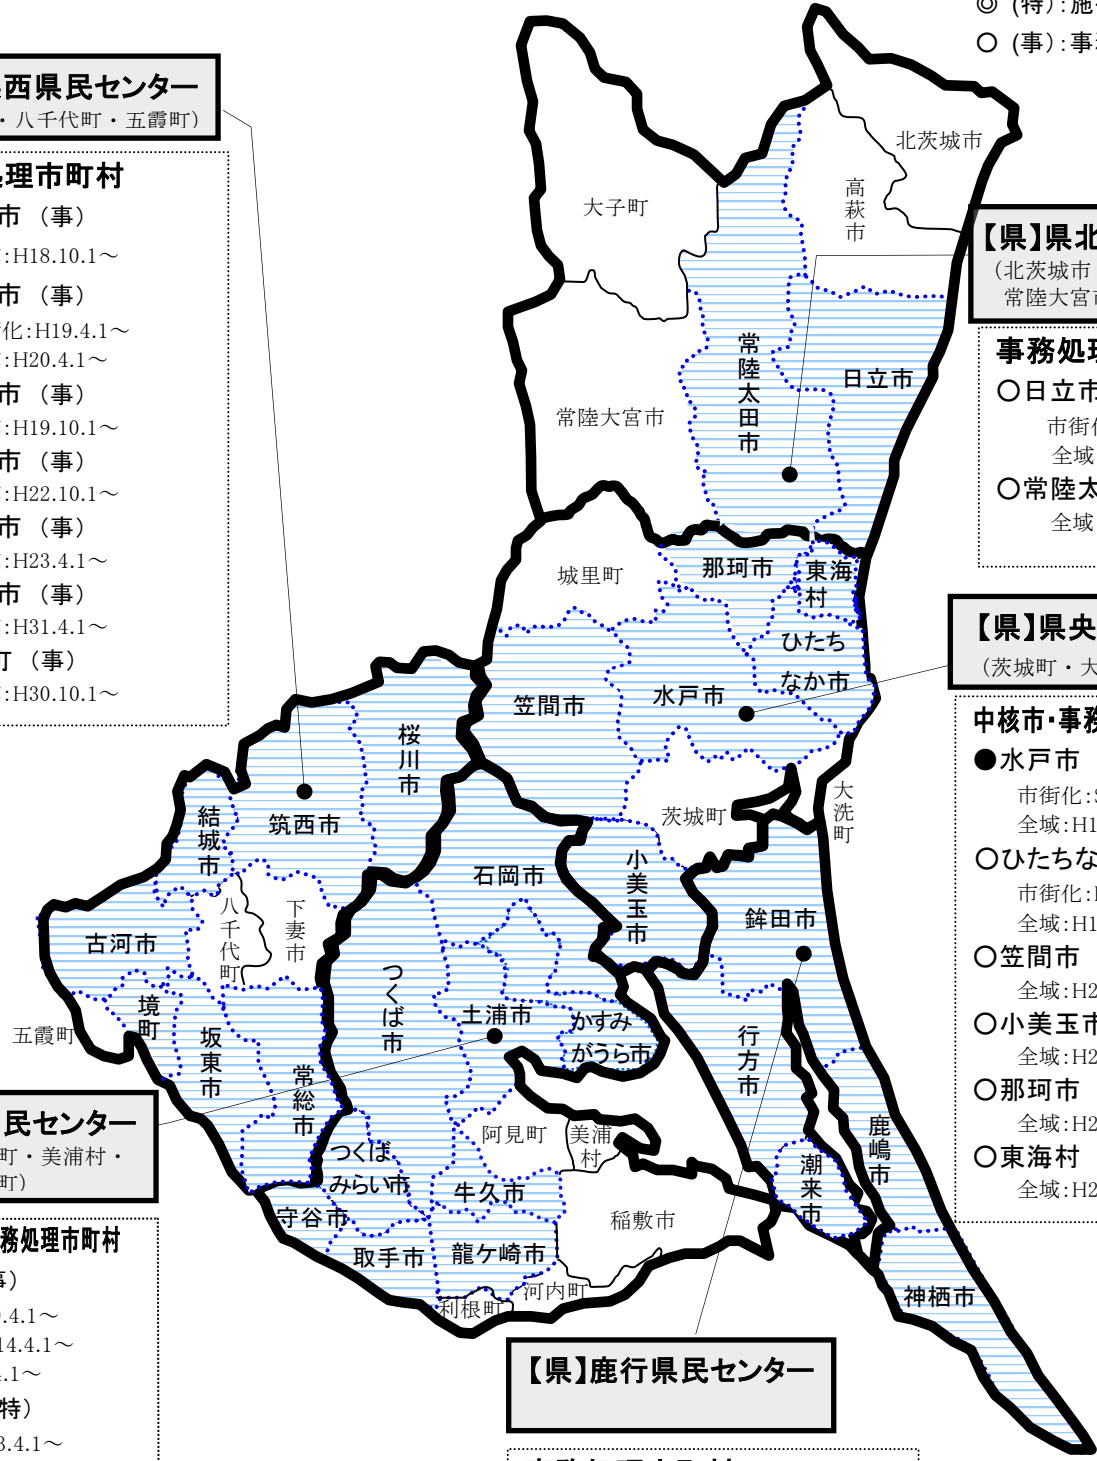 ◎ (特):施
○ (事):事
西県民センター
・八千代町・五霞町)
処理市町村
市 (事)
:H18.10.1~
市 (事)
化:H19.4.1~
:H20.4.1~
市 (事)
:H19.10.1~
市 (事)
:H22.10.1~
市 (事)
:H23.4.1~
市 (事)
:H31.4.1~
町 (事)
:H30.10.1~
民センター
町・美浦村・
町)
務処理市町村
事)
.4.1~
14.4.1~
.1~
特)
3.4.1~
北茨城市
高萩市
大子町
常陸太田市
日立市
常陸大宮市
城里町
那珂市
東海村
ひたちなか市
笠間市
水戸市
桜川市
茨城町
大洗町
筑西市
結城市
石岡市
小美玉市
鉾田市
八千代町
下妻市
古河市
つくば市
境町
土浦市
かすみがうら市
五霞町
坂東市
行方市
常総市
阿見町
美浦村
鹿嶋市
つくばみらい市
潮来市
牛久市
守谷市
稲敷市
取手市
龍ケ崎市
河内町
利根町
神栖市
【県】県北
(北茨城市
常陸大宮市
事務処理
○日立市
市街化
全域
○常陸太
全域
【県】県央
(茨城町・大
中核市・事務
●水戸市
市街化:S
全域:H1
○ひたちな
市街化:H
全域:H1
○笠間市
全域:H2
○小美玉市
全域:H2
○那珂市
全域:H2
○東海村
全域:H2
【県】鹿行県民センター